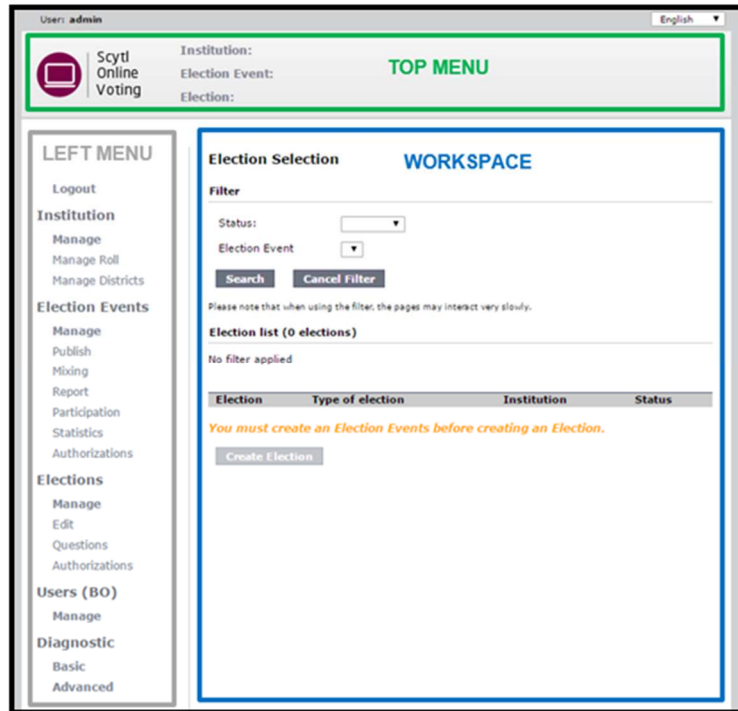 User: admin
English
Scytl
Online
Voting
Institution:
Election Event:
Election:
TOP MENU
LEFT MENU
Logout
Institution
Manage
Manage Roll
Manage Districts
Election Events
Manage
Publish
Mixing
Report
Participation
Statistics
Authorizations
Elections
Manage
Edit
Questions
Authorizations
Users (BO)
Manage
Diagnostic
Basic
Advanced
Election Selection
WORKSPACE
Filter
Status:
Election Event
Search Cancel Filter
Please note that when using the filter, the pages may interact very slowly.
Election list (0 elections)
No filter applied
Election Type of election Institution Status
You must create an Election Events before creating an Election.
Create Election